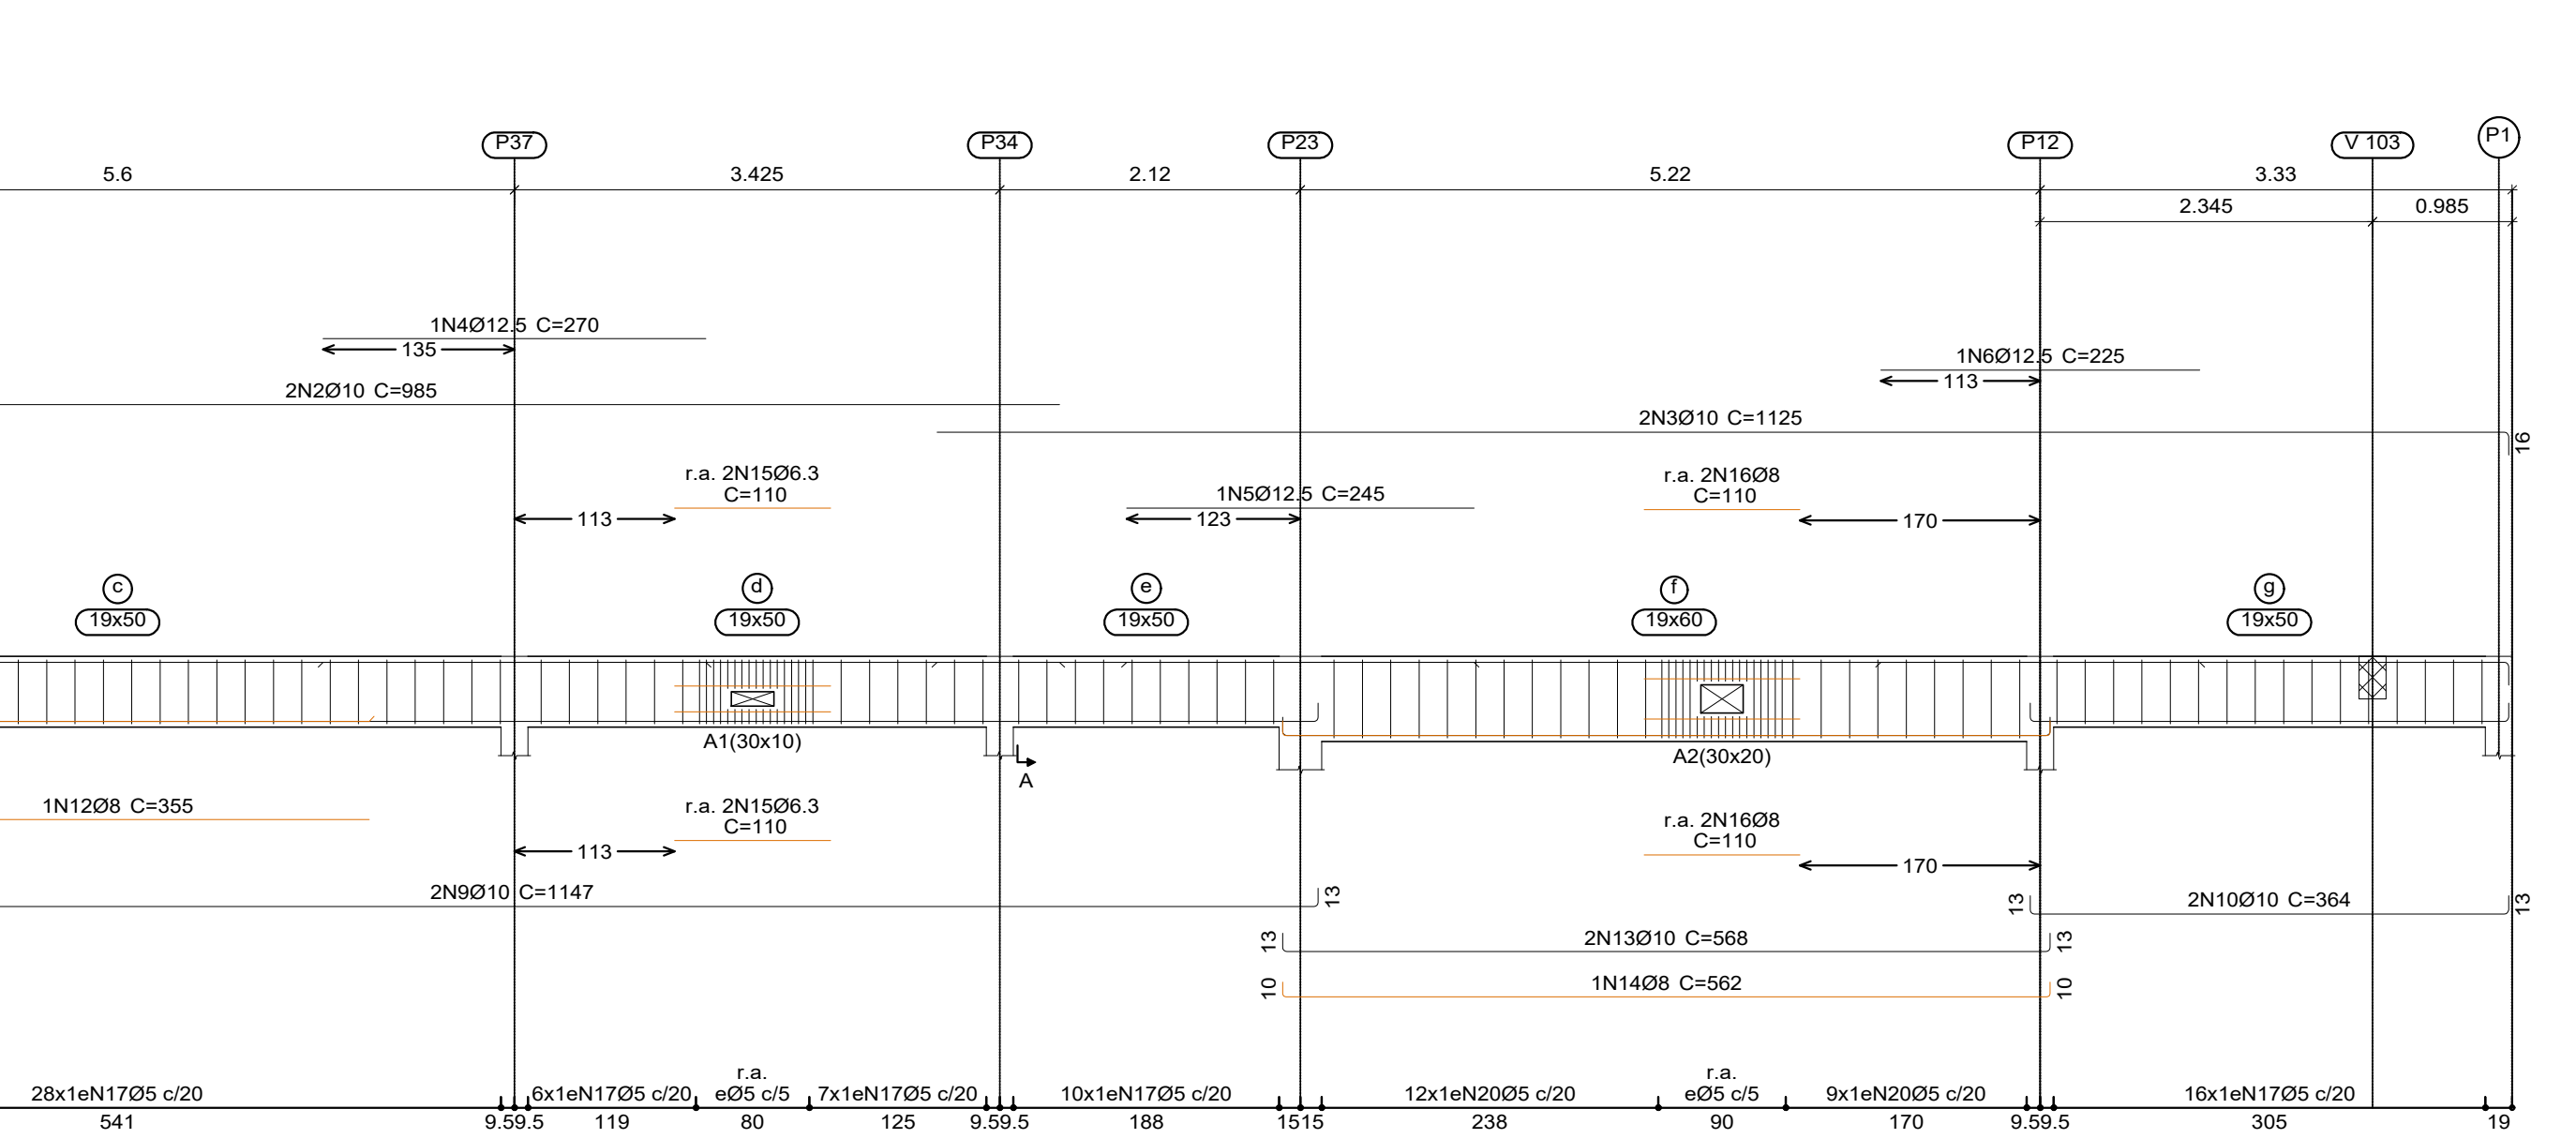 P37 P34 P23 P12 V 103 P1
5.6 3.425 2.12 5.22 3.33
2.345 0.985
1N4Ø12.5 C=270
135
1N6Ø12.5 C=225
113
2N2Ø10 C=985
2N3Ø10 C=1125
16
r.a. 2N15Ø6.3
C=110
113
1N5Ø12.5 C=245
123
r.a. 2N16Ø8
C=110
170
c d e f g
19x50 19x50 19x50 19x60 19x50
A1(30x10)
A2(30x20)
A
1N12Ø8 C=355
r.a. 2N15Ø6.3
C=110
113
r.a. 2N16Ø8
C=110
170
2N9Ø10 C=1147
13
13
2N10Ø10 C=364
13
13
2N13Ø10 C=568
13
10
1N14Ø8 C=562
10
28x1eN17Ø5 c/20 6x1eN17Ø5 c/20
r.a.
eØ5 c/5
7x1eN17Ø5 c/20 10x1eN17Ø5 c/20 12x1eN20Ø5 c/20
r.a.
eØ5 c/5
9x1eN20Ø5 c/20 16x1eN17Ø5 c/20
541 9.59.5 119 80 125 9.59.5 188 1515 238 90 170 9.59.5 305 19